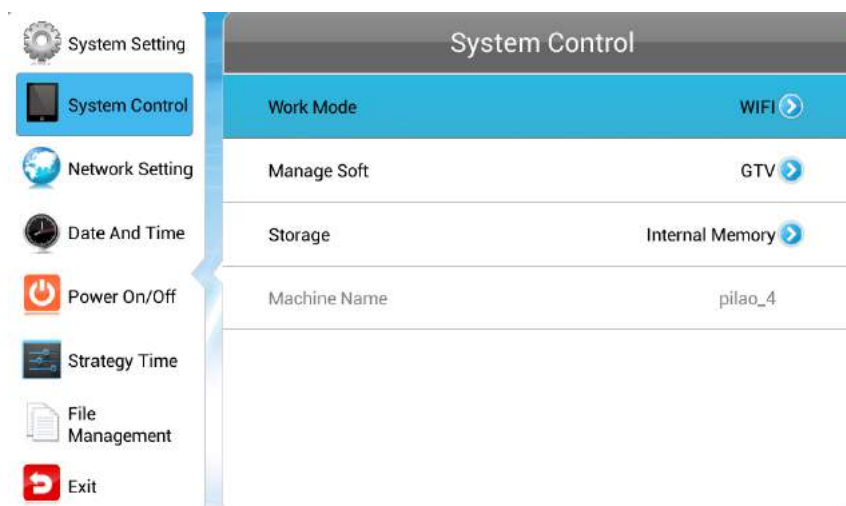 System Setting
System Control
Network Setting
Date And Time
Power On/Off
Strategy Time
File
Management
Exit
System Control
Work Mode WIFI
Manage Soft GTV
Storage Internal Memory
Machine Name pilao_4